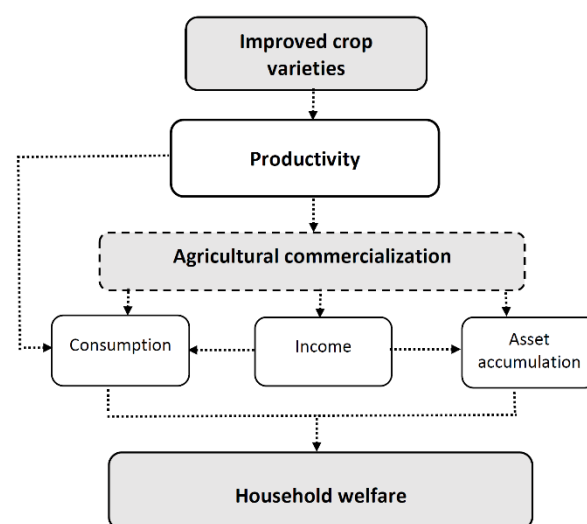 Improved crop
varieties
Productivity
Agricultural commercialization
Consumption
Income
Asset
accumulation
Household welfare